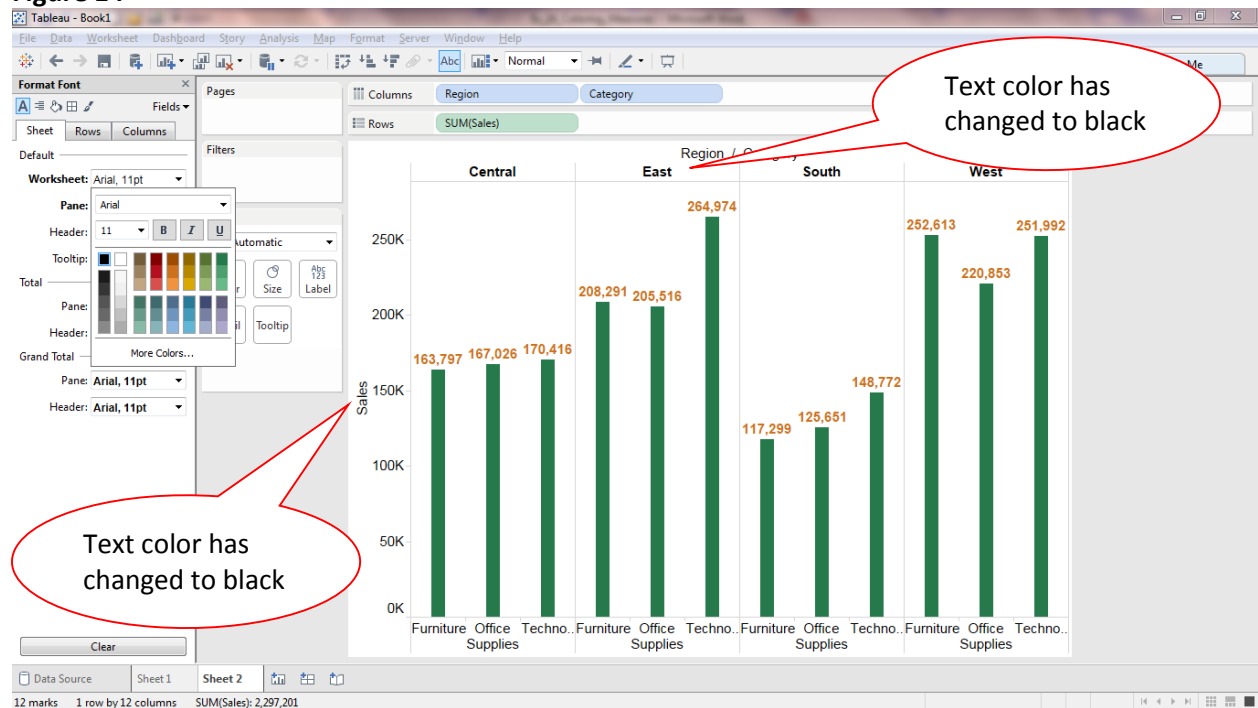 Tableau - Book1
File Data Worksheet Dashboard Story Analysis Map Format Server Window Help
Abc Normal Me
Format Font ×
Fields
Sheet Rows Columns
Default
Worksheet: Arial, 11pt
Pane: Arial
Header: 11 B I U
Tooltip:
Total
Pane:
Header:
More Colors...
Grand Total
Pane: Arial, 11pt
Header: Arial, 11pt
Clear
Pages
Filters
Automatic
Size
Abc
123
Label
Tooltip
Columns Region Category
Rows SUM(Sales)
Text color has
changed to black
Region /
Central East South West
264,974
252,613 251,992
250K
220,853
208,291 205,516
200K
163,797 167,026 170,416
Sales
150K
148,772
117,299 125,651
100K
Text color has
changed to black
50K
0K
Furniture Office Techno.. Furniture Office Techno.. Furniture Office Techno.. Furniture Office Techno..
Supplies Supplies Supplies Supplies
Data Source Sheet 1 Sheet 2
12 marks 1 row by 12 columns SUM(Sales): 2,297,201